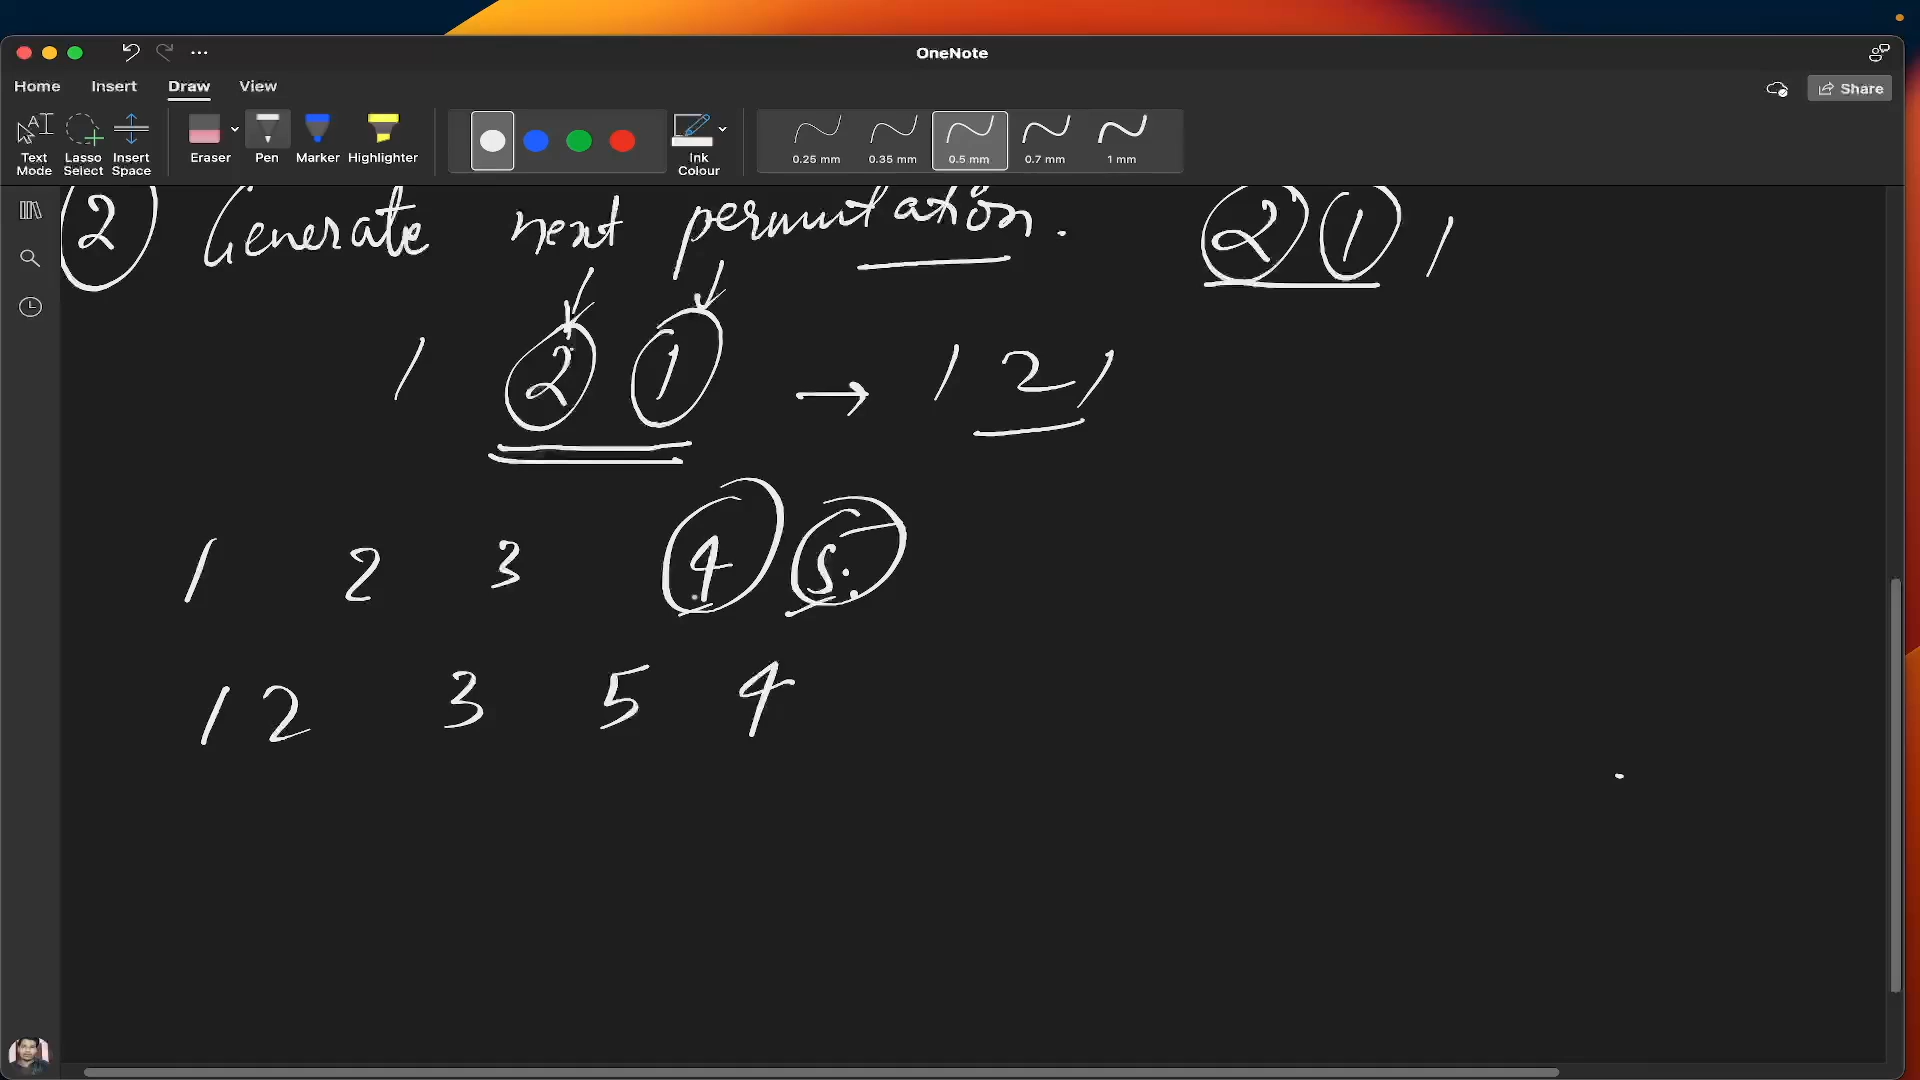 OneNote
Home Insert Draw View
Share
Text Mode
Lasso Select
Insert Space
Eraser
Pen
Marker
Highlighter
Ink Colour
0.25 mm
0.35 mm
0.5 mm
0.7 mm
1 mm
2 Generate next permutation. 2 1 1
1 2 1 → 1 2 1
1 2 3 4 5
1 2 3 5 4